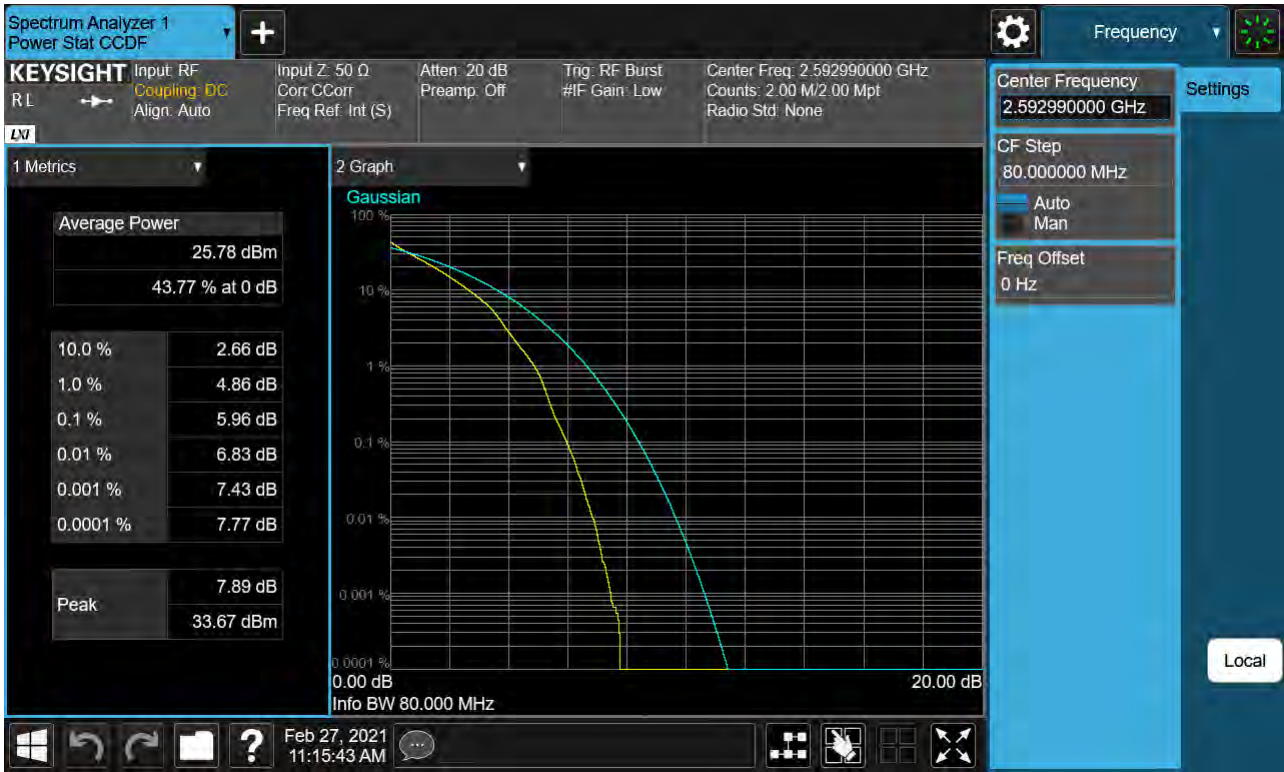 Spectrum Analyzer 1
Power Stat CCDF
+
Frequency
KEYSIGHT
RL
LXI
Input: RF
Coupling: DC
Align: Auto
Input Z: 50 Ω
Corr CCorr
Freq Ref: Int (S)
Atten: 20 dB
Preamp: Off
Trig: RF Burst
#IF Gain: Low
Center Freq: 2.592990000 GHz
Counts: 2.00 M/2.00 Mpt
Radio Std: None
Center Frequency
2.592990000 GHz
Settings
CF Step
80.000000 MHz
Auto
Man
Freq Offset
0 Hz
Local
1 Metrics
Average Power
25.78 dBm
43.77 % at 0 dB
10.0 % 2.66 dB
1.0 % 4.86 dB
0.1 % 5.96 dB
0.01 % 6.83 dB
0.001 % 7.43 dB
0.0001 % 7.77 dB
Peak
7.89 dB
33.67 dBm
2 Graph
Gaussian
100 %
10 %
1 %
0.1 %
0.01 %
0.001 %
0.0001 %
0.00 dB 20.00 dB
Info BW 80.000 MHz
?
Feb 27, 2021
11:15:43 AM